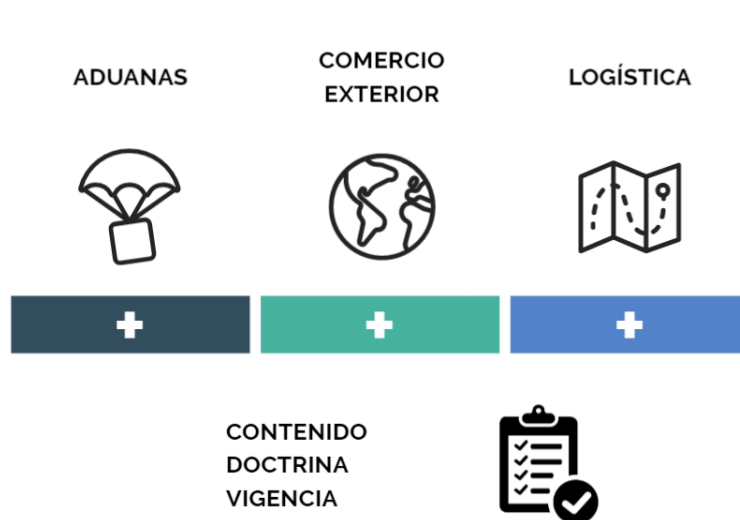 ADUANAS
COMERCIO
EXTERIOR
LOGÍSTICA
CONTENIDO
DOCTRINA
VIGENCIA